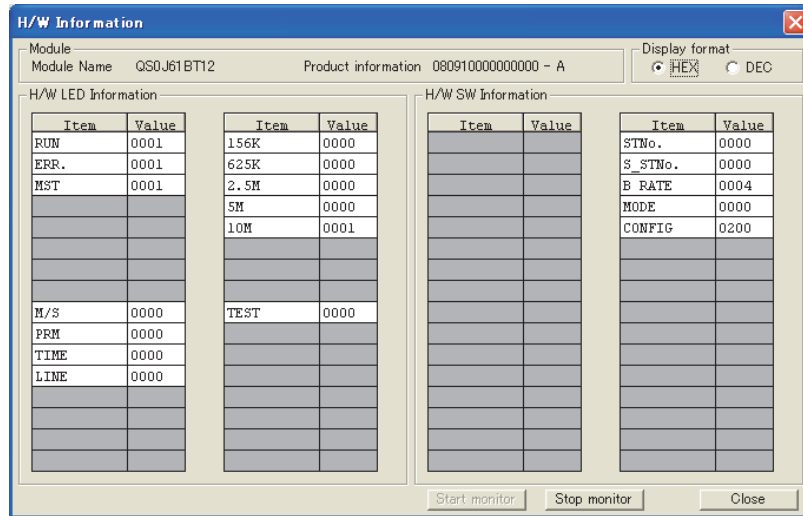 H/W Information
Module
Display format
Module Name QS0J61BT12 Product information 080910000000000 - A
HEX DEC
H/W LED Information
H/W SW Information
Item Value Item Value Item Value Item Value
RUN 0001 156K 0000 STNo. 0000
ERR. 0001 625K 0000 S_STNo. 0000
MST 0001 2.5M 0000 B RATE 0004
5M 0000 MODE 0000
10M 0001 CONFIG 0200
M/S 0000 TEST 0000
PRM 0000
TIME 0000
LINE 0000
Start monitor Stop monitor Close